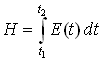 H = ∫_{t₁}^{t₂} E(t) dt